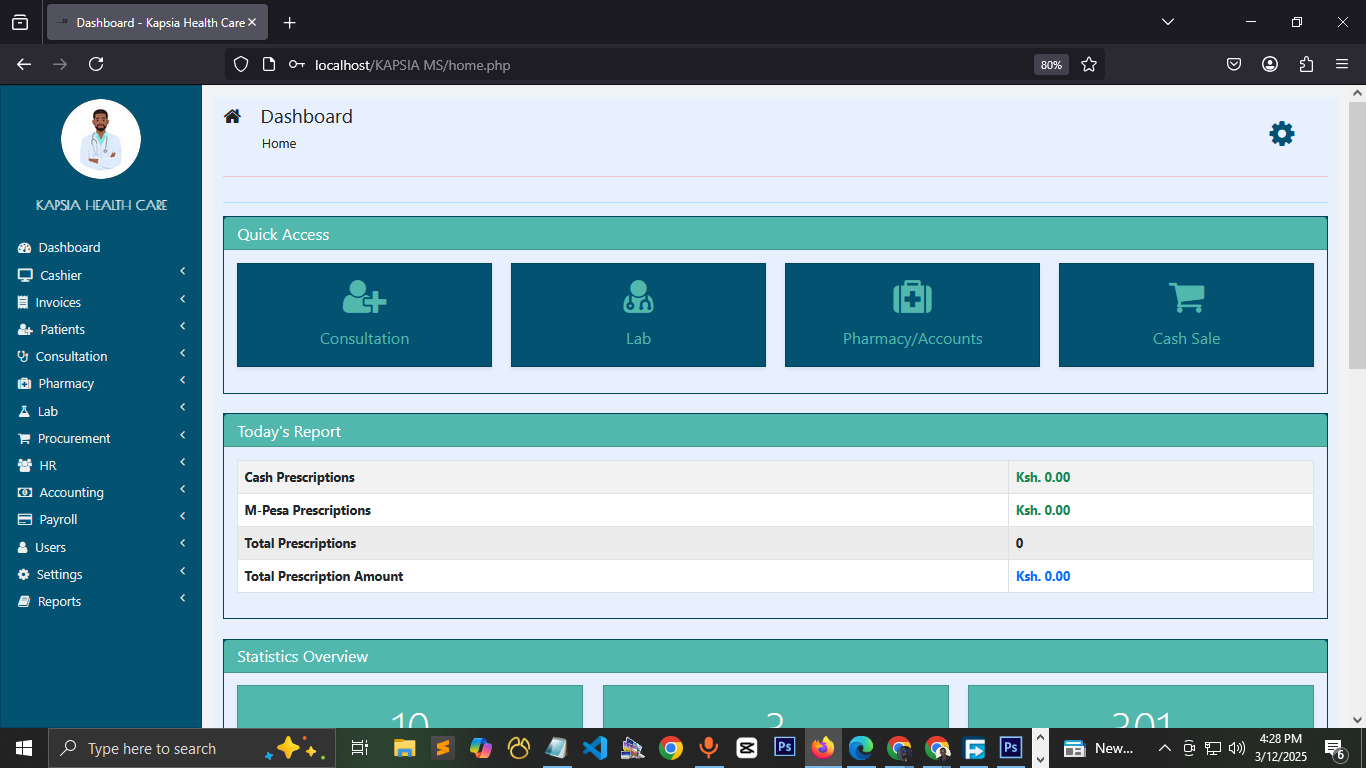 Dashboard - Kapsia Health Care
localhost/KAPSIA MS/home.php
80%
KAPSIA HEALTH CARE
Dashboard
Cashier
Invoices
Patients
Consultation
Pharmacy
Lab
Procurement
HR
Accounting
Payroll
Users
Settings
Reports
Dashboard
Home
Quick Access
Consultation
Lab
Pharmacy/Accounts
Cash Sale
Today's Report
Cash Prescriptions Ksh. 0.00
M-Pesa Prescriptions Ksh. 0.00
Total Prescriptions 0
Total Prescription Amount Ksh. 0.00
Statistics Overview
10
201
Type here to search
Ps
Ps
New...
4:28 PM
3/12/2025
6